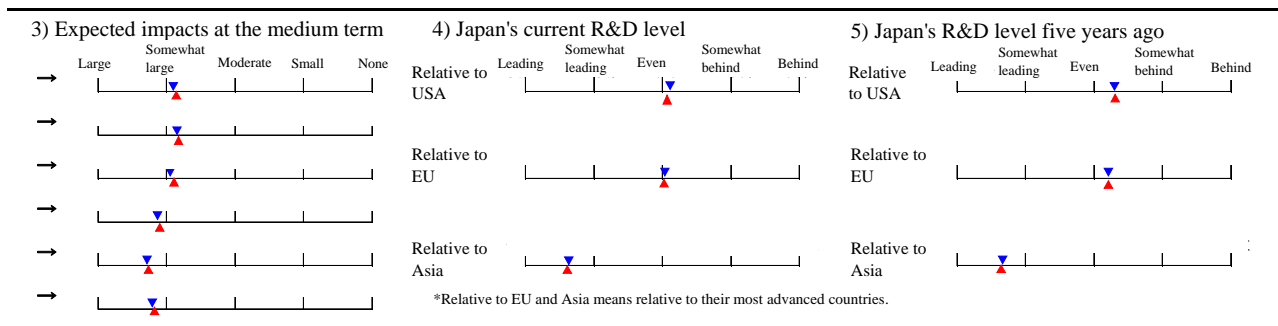 3) Expected impacts at the medium term
Large
Somewhat
large
Moderate
Small
None
4) Japan's current R&D level
Leading
Somewhat
leading
Even
Somewhat
behind
Behind
Relative to
USA
Relative to
EU
Relative to
Asia
*Relative to EU and Asia means relative to their most advanced countries.
5) Japan's R&D level five years ago
Leading
Somewhat
leading
Even
Somewhat
behind
Behind
Relative
to USA
Relative to
EU
Relative to
Asia